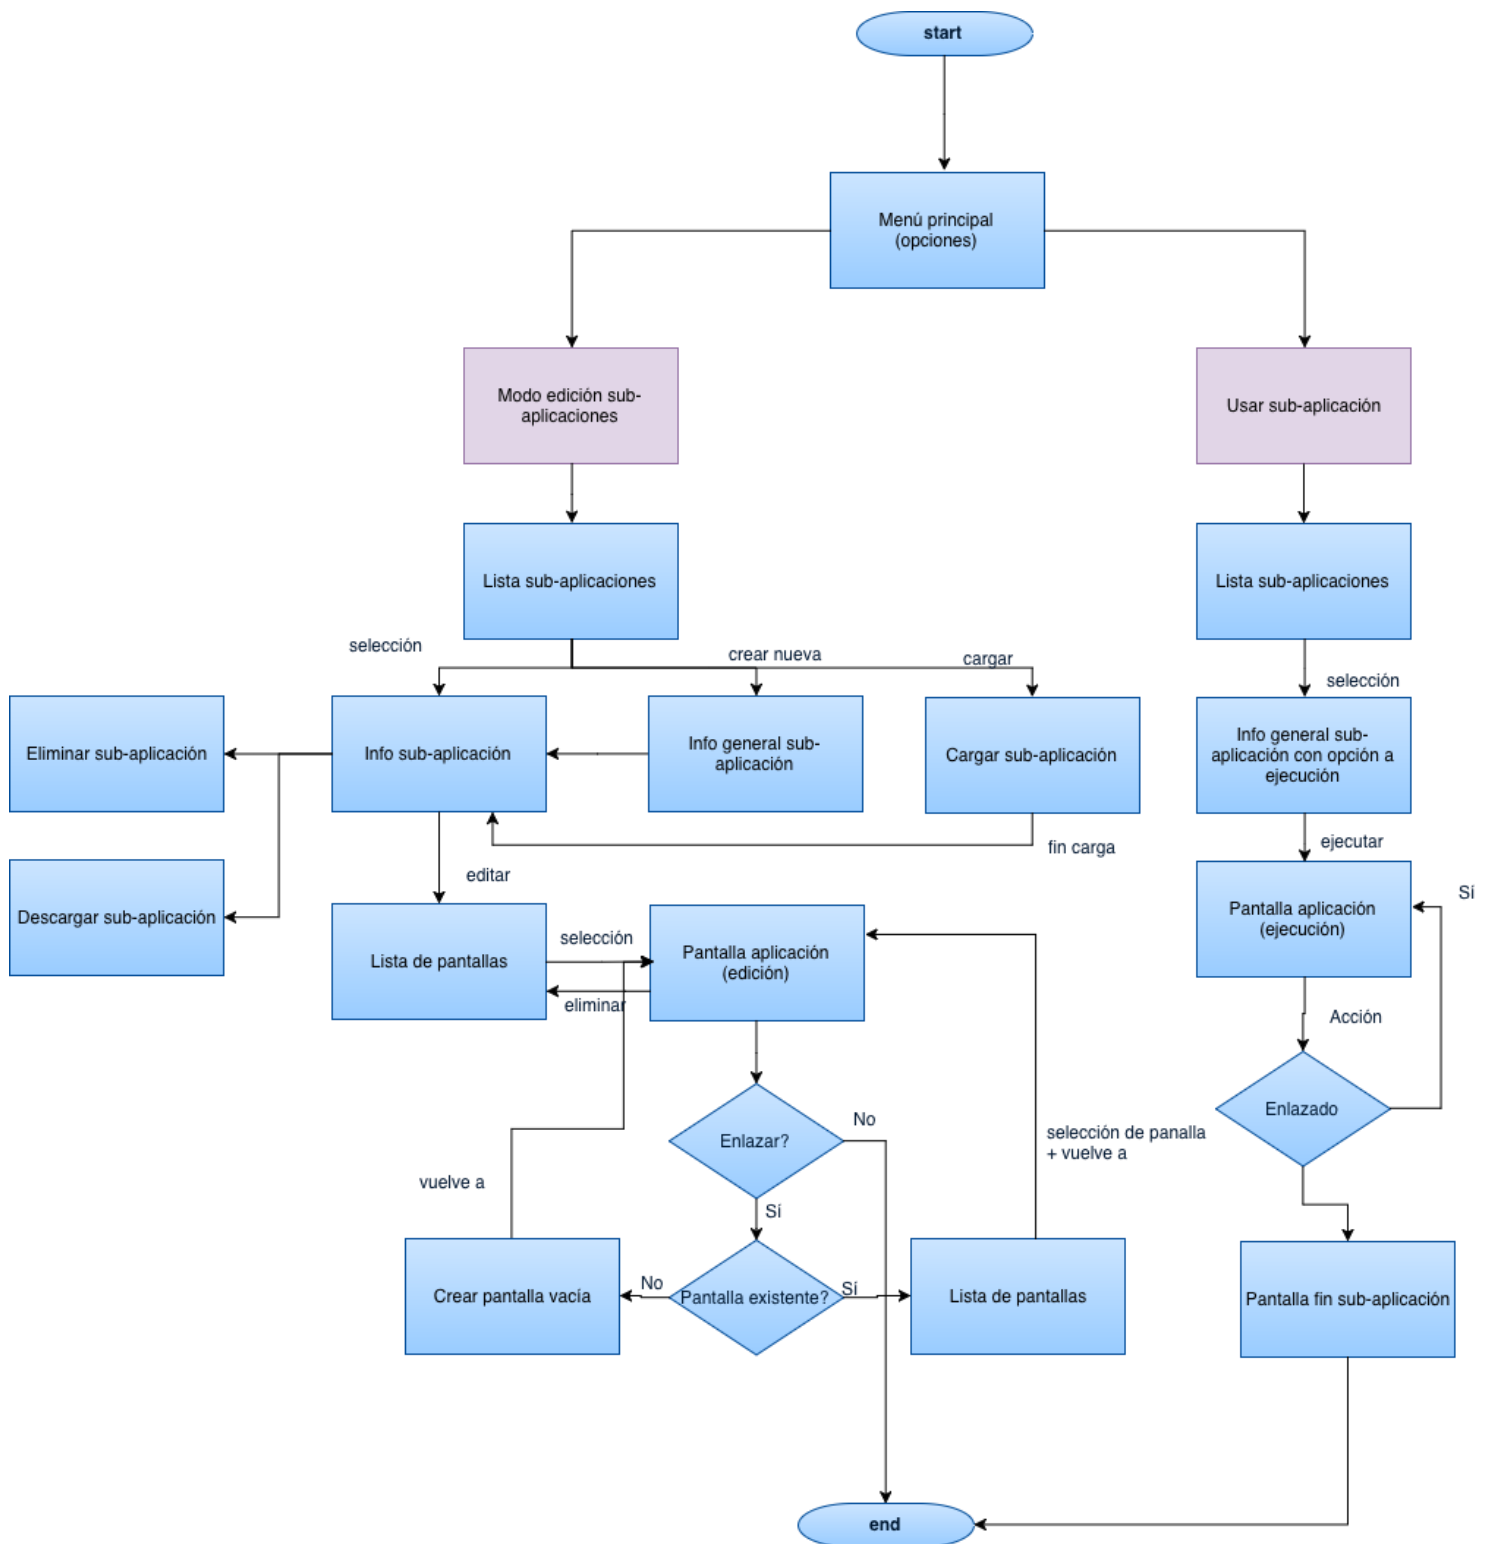 start
Menú principal
(opciones)
Modo edición sub-
aplicaciones
Usar sub-aplicación
Lista sub-aplicaciones
Lista sub-aplicaciones
selección
crear nueva
cargar
selección
Eliminar sub-aplicación
Info sub-aplicación
Info general sub-
aplicación
Cargar sub-aplicación
Info general sub-
aplicación con opción a
ejecución
fin carga
ejecutar
editar
Descargar sub-aplicación
Lista de pantallas
selección
eliminar
Pantalla aplicación
(edición)
Pantalla aplicación
(ejecución)
Sí
Acción
Enlazar?
No
selección de panalla
+ vuelve a
Enlazado
vuelve a
Sí
Crear pantalla vacía
No
Pantalla existente?
Sí
Lista de pantallas
Pantalla fin sub-aplicación
end